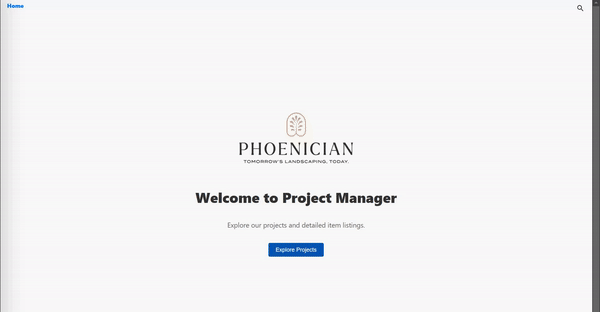 Home
PHOENICIAN
TOMORROW'S LANDSCAPING, TODAY.
Welcome to Project Manager
Explore our projects and detailed item listings.
Explore Projects